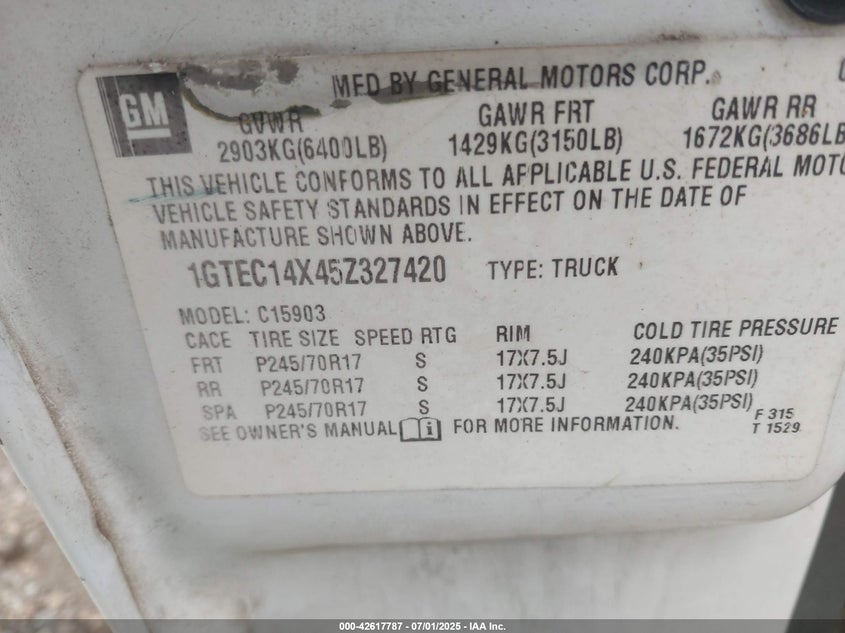 GM
MFD BY GENERAL MOTORS CORP.
GVWR GAWR FRT GAWR RR
2903KG(6400LB) 1429KG(3150LB) 1672KG(3686LB
THIS VEHICLE CONFORMS TO ALL APPLICABLE U.S. FEDERAL MOTO
VEHICLE SAFETY STANDARDS IN EFFECT ON THE DATE OF
MANUFACTURE SHOWN ABOVE.
1GTEC14X45Z327420 TYPE: TRUCK
MODEL: C15903
CACE TIRE SIZE SPEED RTG RIM COLD TIRE PRESSURE
FRT P245/70R17 S 17X7.5J 240KPA(35PSI)
RR P245/70R17 S 17X7.5J 240KPA(35PSI)
SPA P245/70R17 S 17X7.5J 240KPA(35PSI)
SEE OWNER'S MANUAL i FOR MORE INFORMATION.
F 315
T 1529
000-42617787 - 07/01/2025 - IAA Inc.